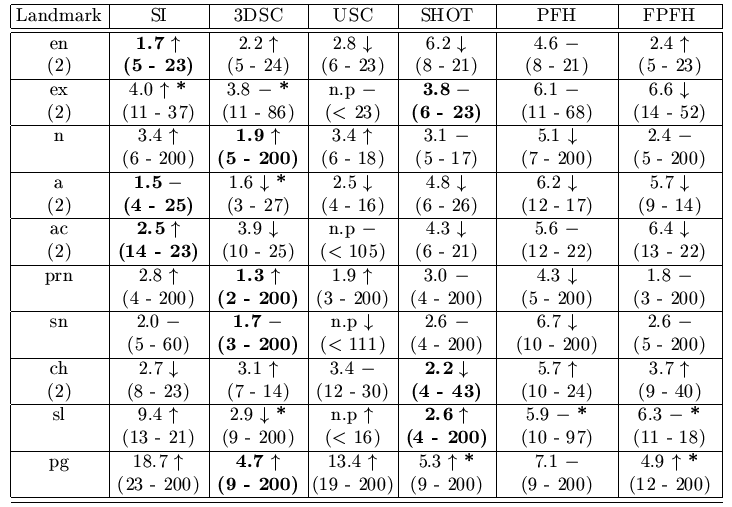 Landmark SI 3DSC USC SHOT PFH FPFH
en 1.7 ↑ 2.2 ↑ 2.8 ↓ 6.2 ↓ 4.6 − 2.4 ↑
(2) (5 - 23) (5 - 24) (6 - 23) (8 - 21) (8 - 21) (5 - 23)
ex 4.0 ↑ * 3.8 − * n.p − 3.8 − 6.1 − 6.6 ↓
(2) (11 - 37) (11 - 86) (< 23) (6 - 23) (11 - 68) (14 - 52)
n 3.4 ↑ 1.9 ↑ 3.4 ↑ 3.1 − 5.1 ↓ 2.4 −
(6 - 200) (5 - 200) (6 - 18) (5 - 17) (7 - 200) (5 - 200)
a 1.5 − 1.6 ↓ * 2.5 ↓ 4.8 ↓ 6.2 ↓ 5.7 ↓
(2) (4 - 25) (3 - 27) (4 - 16) (6 - 26) (12 - 17) (9 - 14)
ac 2.5 ↑ 3.9 ↓ n.p − 4.3 ↓ 5.6 − 6.4 ↓
(2) (14 - 23) (10 - 25) (< 105) (6 - 21) (12 - 22) (13 - 22)
prn 2.8 ↑ 1.3 ↑ 1.9 ↑ 3.0 − 4.3 ↓ 1.8 −
(4 - 200) (2 - 200) (3 - 200) (4 - 200) (5 - 200) (3 - 200)
sn 2.0 − 1.7 − n.p ↓ 2.6 − 6.7 ↓ 2.6 −
(5 - 60) (3 - 200) (< 111) (4 - 200) (10 - 200) (5 - 200)
ch 2.7 ↓ 3.1 ↑ 3.4 − 2.2 ↓ 5.7 ↑ 3.7 ↑
(2) (8 - 23) (7 - 14) (12 - 30) (4 - 43) (10 - 24) (9 - 40)
sl 9.4 ↑ 2.9 ↓ * n.p ↑ 2.6 ↑ 5.9 − * 6.3 − *
(13 - 21) (9 - 200) (< 16) (4 - 200) (10 - 97) (11 - 18)
pg 18.7 ↑ 4.7 ↑ 13.4 ↑ 5.3 ↑ * 7.1 − 4.9 ↑ *
(23 - 200) (9 - 200) (19 - 200) (9 - 200) (9 - 200) (12 - 200)